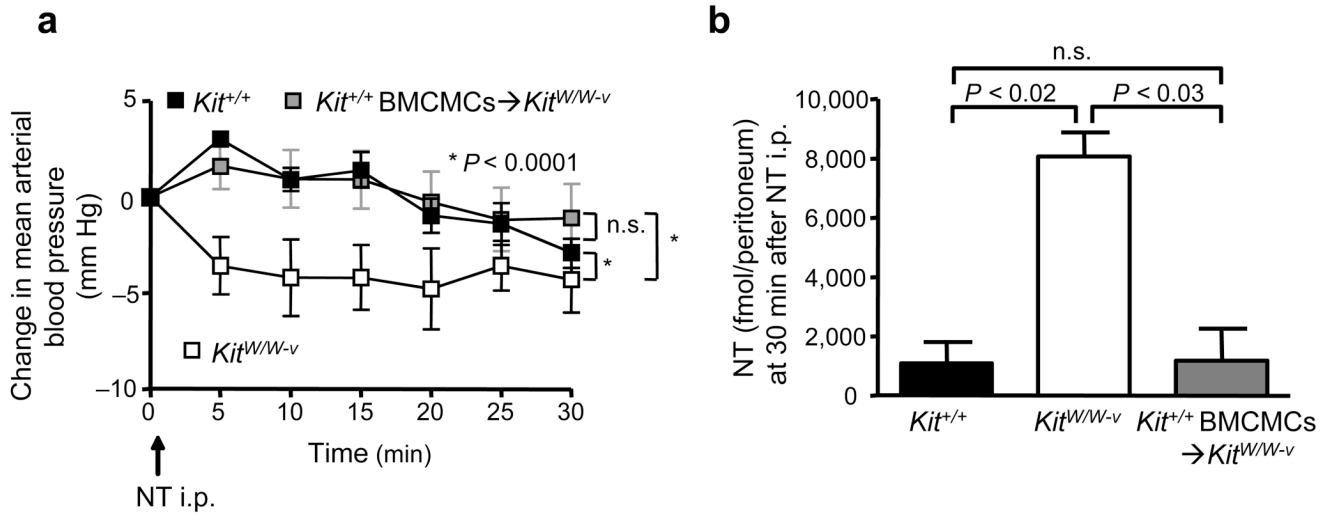 a
Kit+/+
Kit+/+ BMCMCs→KitW/W-v
* P < 0.0001
n.s.
*
*
KitW/W-v
Change in mean arterial
blood pressure
(mm Hg)
5
0
–5
–10
0 5 10 15 20 25 30
Time (min)
NT i.p.
b
n.s.
P < 0.02
P < 0.03
NT (fmol/peritoneum)
at 30 min after NT i.p.
10,000
8,000
6,000
4,000
2,000
0
Kit+/+
KitW/W-v
Kit+/+ BMCMCs
→KitW/W-v